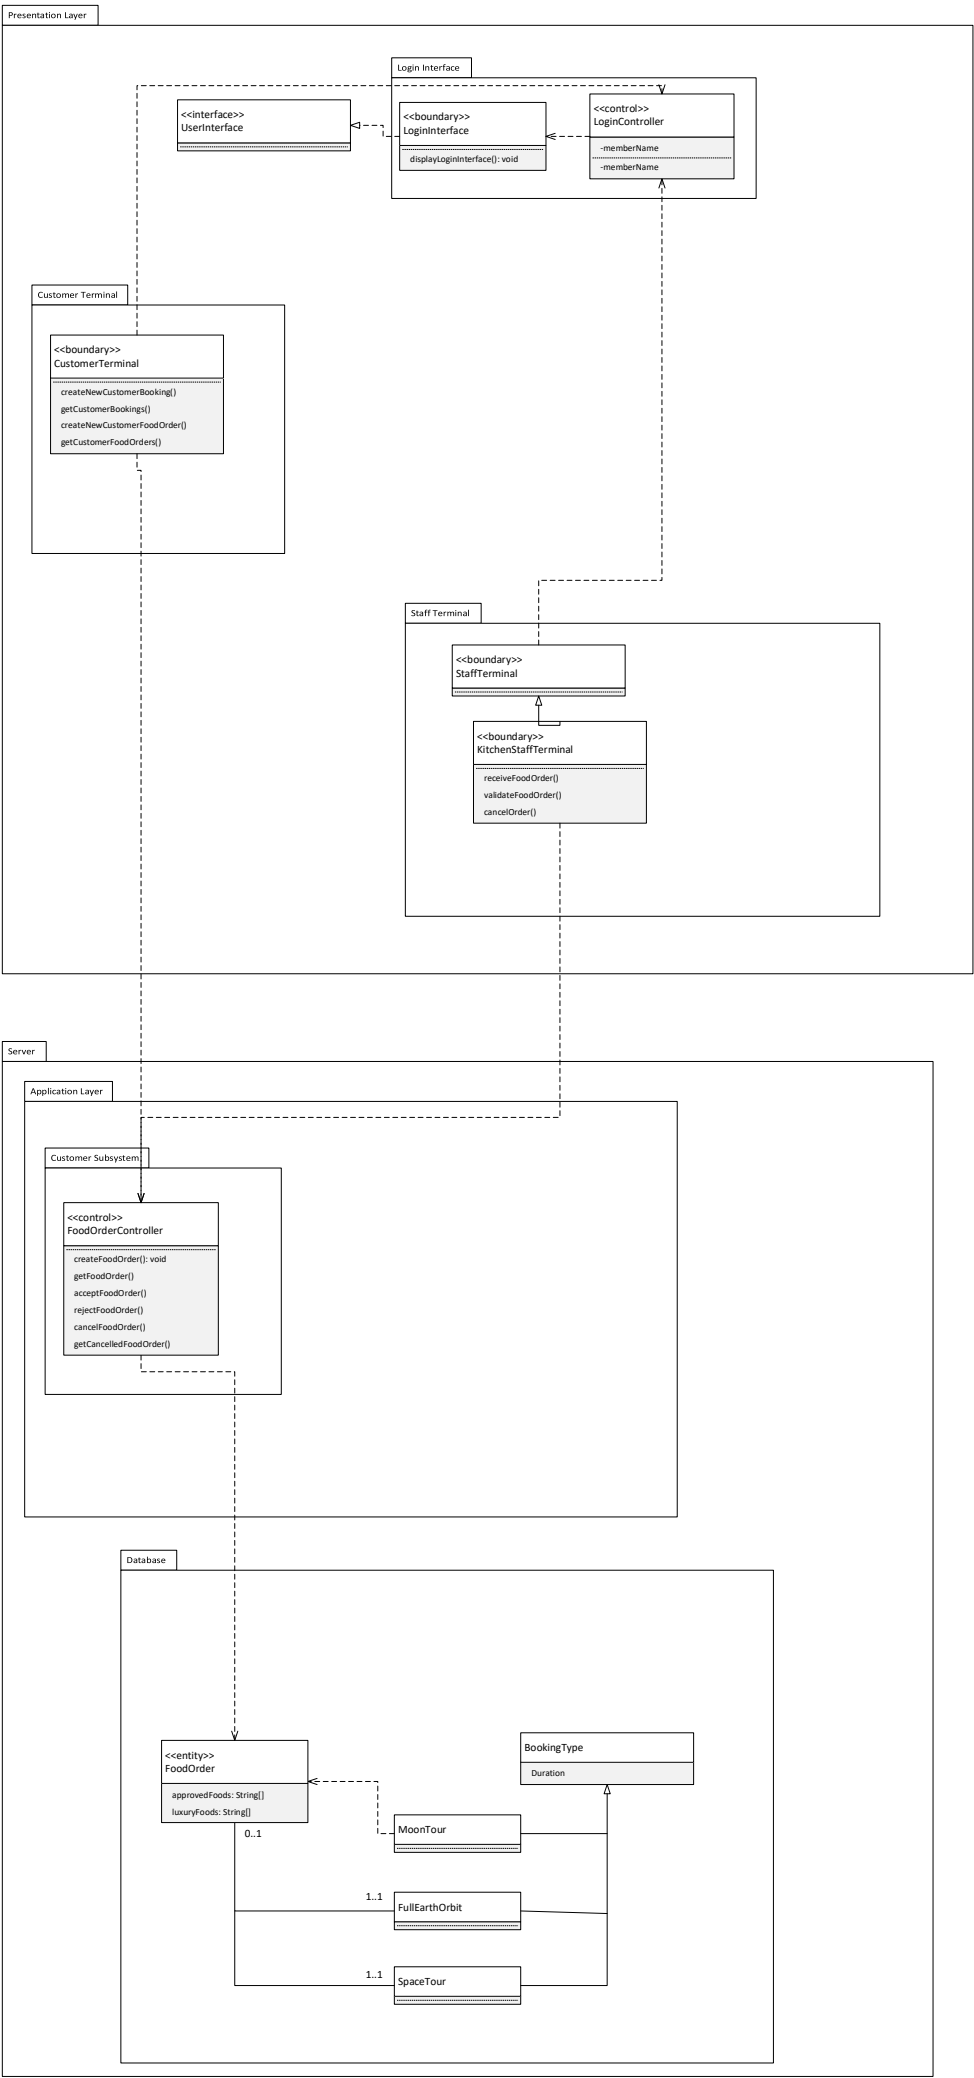 Presentation Layer
Login Interface
<<interface>>
UserInterface
<<boundary>>
LoginInterface
displayLoginInterface(): void
<<control>>
LoginController
-memberName
-memberName
Customer Terminal
<<boundary>>
CustomerTerminal
createNewCustomerBooking()
getCustomerBookings()
createNewCustomerFoodOrder()
getCustomerFoodOrders()
Staff Terminal
<<boundary>>
StaffTerminal
<<boundary>>
KitchenStaffTerminal
receiveFoodOrder()
validateFoodOrder()
cancelOrder()
Server
Application Layer
Customer Subsystem
<<control>>
FoodOrderController
createFoodOrder(): void
getFoodOrder()
acceptFoodOrder()
rejectFoodOrder()
cancelFoodOrder()
getCancelledFoodOrder()
Database
<<entity>>
FoodOrder
approvedFoods: String[]
luxuryFoods: String[]
0..1
BookingType
Duration
MoonTour
1..1
FullEarthOrbit
1..1
SpaceTour